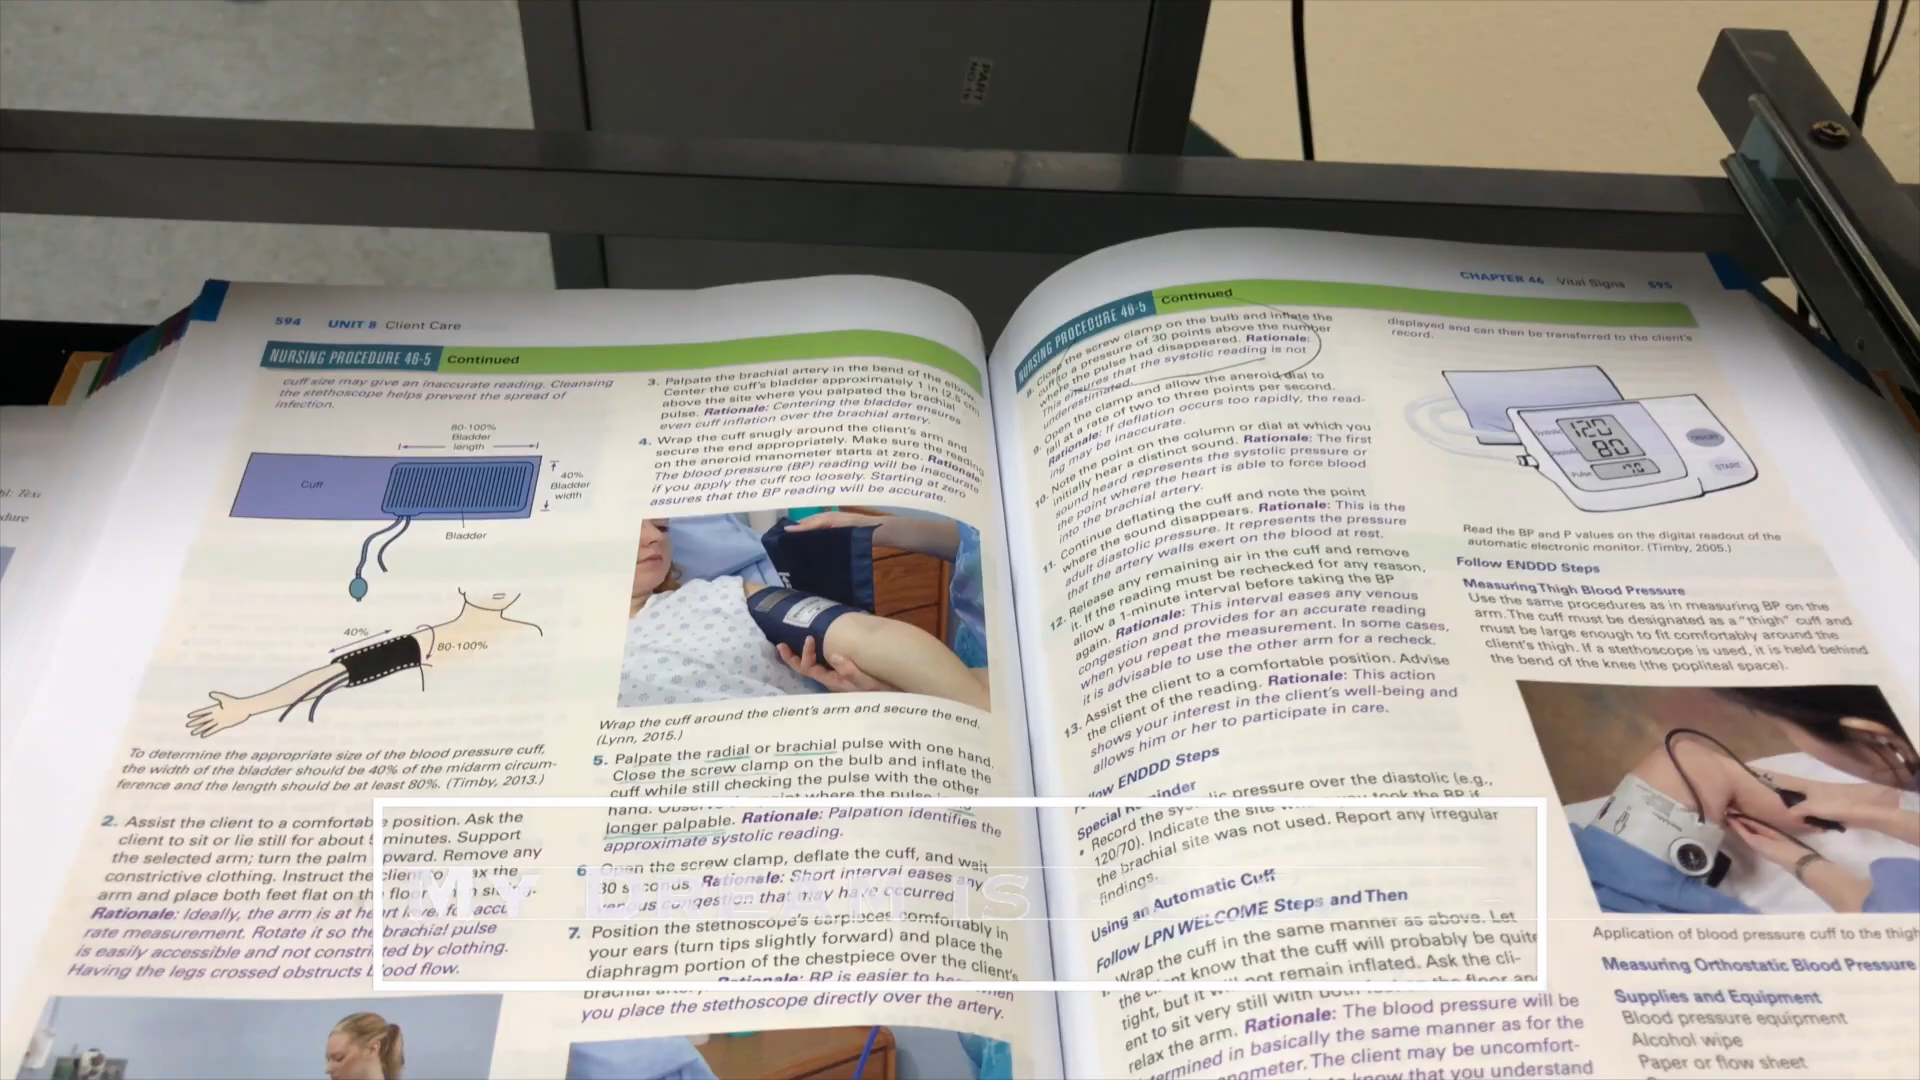 PART
NO-16
594 UNIT 8 Client Care
NURSING PROCEDURE 46-5 Continued
cuff size may give an inaccurate reading. Cleansing
the stethoscope helps prevent the spread of
infection.
80-100%
Bladder
length
40%
Bladder
width
Cuff
Bladder
40%
80-100%
To determine the appropriate size of the blood pressure cuff,
the width of the bladder should be 40% of the midarm circum-
ference and the length should be at least 80%. (Timby, 2013.)
2. Assist the client to a comfortable position. Ask the
client to sit or lie still for about 5 minutes. Support
the selected arm; turn the palm upward. Remove any
constrictive clothing. Instruct the client to relax the
arm and place both feet flat on the floor
Rationale: Ideally, the arm is at heart level for accu-
rate measurement. Rotate it so the brachial pulse
is easily accessible and not constricted by clothing.
Having the legs crossed obstructs blood flow.
3. Palpate the brachial artery in the bend of the elbow.
Center the cuff's bladder approximately 1 in (2.5 cm)
above the site where you palpated the brachial
pulse. Rationale: Centering the bladder ensures
even cuff inflation over the brachial artery.
4. Wrap the cuff snugly around the client's arm and
secure the end appropriately. Make sure the reading
on the aneroid manometer starts at zero. Rationale:
The blood pressure (BP) reading will be inaccurate
if you apply the cuff too loosely. Starting at zero
assures that the BP reading will be accurate.
Wrap the cuff around the client's arm and secure the end.
(Lynn, 2015.)
5. Palpate the radial or brachial pulse with one hand.
Close the screw clamp on the bulb and inflate the
cuff while still checking the pulse with the other
hand. where the pulse
longer palpable. Rationale: Palpation identifies the
approximate systolic reading.
6. Open the screw clamp, deflate the cuff, and wait
30 seconds. Rationale: Short interval eases any
venous congestion that may have occurred.
7. Position the stethoscope's earpieces comfortably in
your ears (turn tips slightly forward) and place the
diaphragm portion of the chestpiece over the client's
brachial artery. Rationale: BP is easier to hear when
you place the stethoscope directly over the artery.
CHAPTER 46 Vital Signs 595
NURSING PROCEDURE 46-5 Continued
8. Close the screw clamp on the bulb and inflate the
cuff to a pressure of 30 points above the number
where the pulse had disappeared. Rationale:
This ensures that the systolic reading is not
underestimated.
9. Open the clamp and allow the aneroid dial to
fall at a rate of two to three points per second.
Rationale: If deflation occurs too rapidly, the read-
ing may be inaccurate.
10. Note the point on the column or dial at which you
initially hear a distinct sound. Rationale: The first
sound heard represents the systolic pressure or
the point where the heart is able to force blood
into the brachial artery.
11. Continue deflating the cuff and note the point
where the sound disappears. Rationale: This is the
adult diastolic pressure. It represents the pressure
that the artery walls exert on the blood at rest.
12. Release any remaining air in the cuff and remove
it. If the reading must be rechecked for any reason,
allow a 1-minute interval before taking the BP
again. Rationale: This interval eases any venous
congestion and provides for an accurate reading
when you repeat the measurement. In some cases,
it is advisable to use the other arm for a recheck.
13. Assist the client to a comfortable position. Advise
the client of the reading. Rationale: This action
shows your interest in the client's well-being and
allows him or her to participate in care.
Follow ENDDD Steps
Special Reminder
• Record the systolic pressure over the diastolic (e.g.,
120/70). Indicate the site
the brachial site was not used. Report any irregular
findings.
Using an Automatic Cuff
Follow LPN WELCOME Steps and Then
1. Wrap the cuff in the same manner as above. Let
the client know that the cuff will probably be quite
tight, but it will not remain inflated. Ask the cli-
ent to sit very still with both feet on the floor and
relax the arm. Rationale: The blood pressure will be
determined in basically the same manner as for the
manometer. The client may be uncomfort-
know that you understand
displayed and can then be transferred to the client's
record.
Systolic
120
Diastolic
80
Pulse
70
ON/OFF
START
Read the BP and P values on the digital readout of the
automatic electronic monitor. (Timby, 2005.)
Follow ENDDD Steps
Measuring Thigh Blood Pressure
Use the same procedures as in measuring BP on the
arm. The cuff must be designated as a "thigh" cuff and
must be large enough to fit comfortably around the
client's thigh. If a stethoscope is used, it is held behind
the bend of the knee (the popliteal space).
Application of blood pressure cuff to the thigh
Measuring Orthostatic Blood Pressure
Supplies and Equipment
Blood pressure equipment
Alcohol wipe
Paper or flow sheet
MY DREAM IS